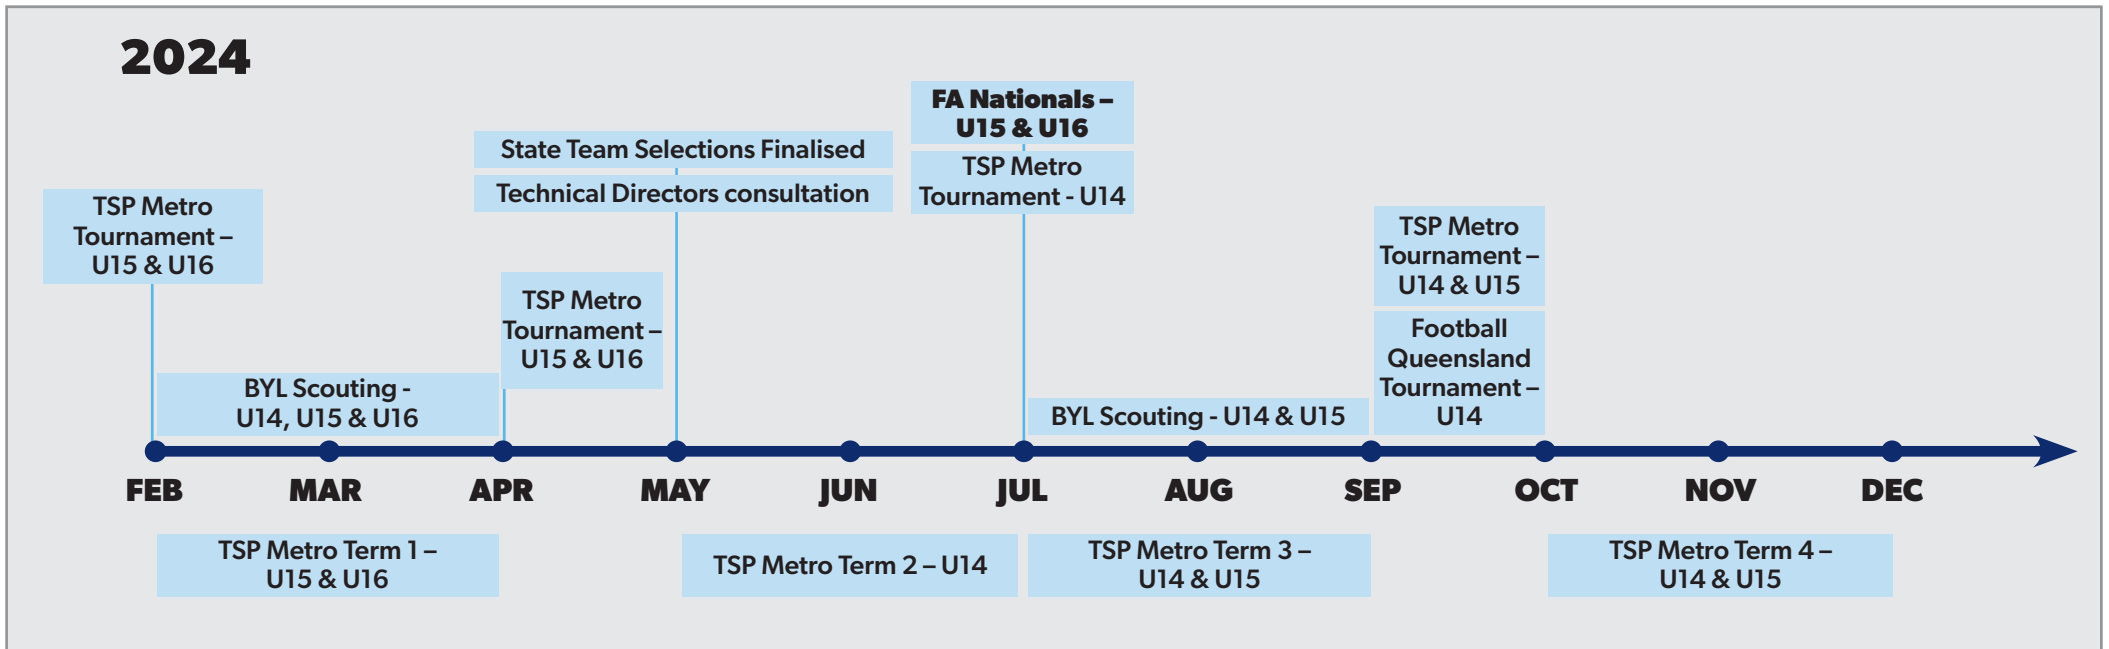 2024
FA Nationals –
U15 & U16
State Team Selections Finalised
TSP Metro
Tournament - U14
Technical Directors consultation
TSP Metro
Tournament –
U15 & U16
TSP Metro
Tournament –
U14 & U15
TSP Metro
Tournament –
U15 & U16
Football
Queensland
Tournament –
U14
BYL Scouting -
U14, U15 & U16
BYL Scouting - U14 & U15
FEB
MAR
APR
MAY
JUN
JUL
AUG
SEP
OCT
NOV
DEC
TSP Metro Term 1 –
U15 & U16
TSP Metro Term 2 – U14
TSP Metro Term 3 –
U14 & U15
TSP Metro Term 4 –
U14 & U15